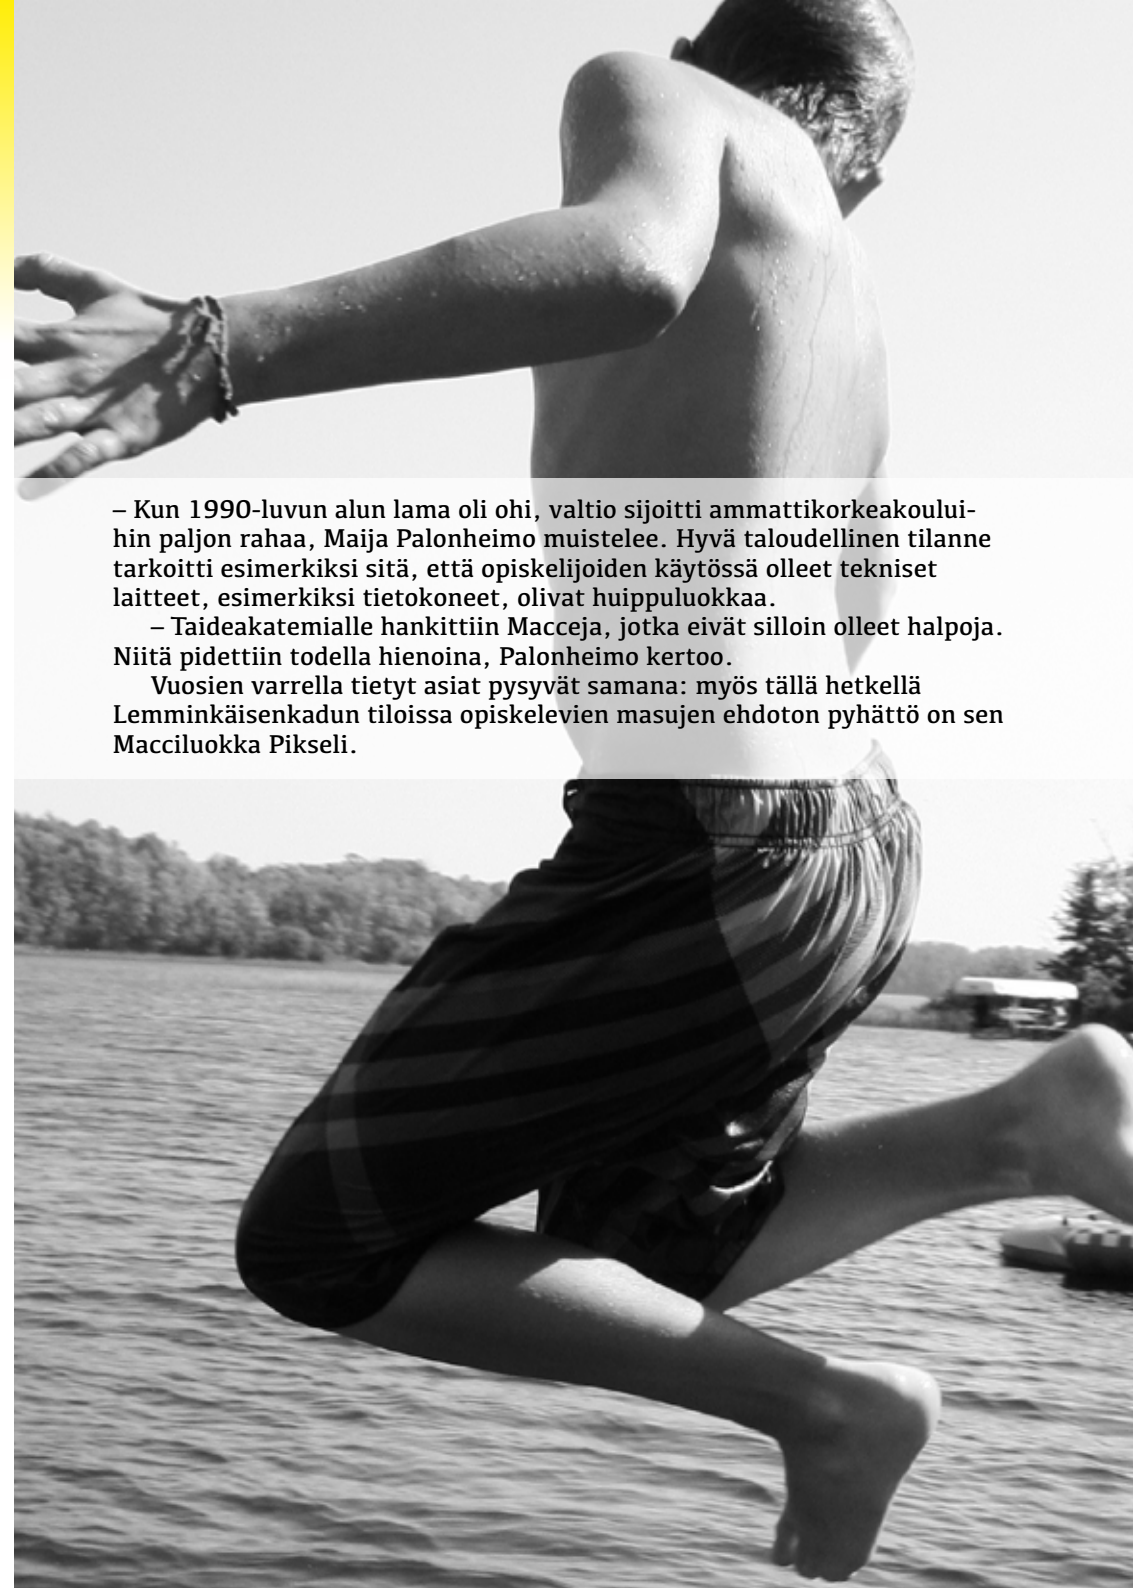 – Kun 1990-luvun alun lama oli ohi, valtio sijoitti ammattikorkeakoului-
hin paljon rahaa, Maija Palonheimo muistelee. Hyvä taloudellinen tilanne
tarkoitti esimerkiksi sitä, että opiskelijoiden käytössä olleet tekniset
laitteet, esimerkiksi tietokoneet, olivat huippuluokkaa.
– Taideakatemialle hankittiin Macceja, jotka eivät silloin olleet halpoja.
Niitä pidettiin todella hienoina, Palonheimo kertoo.
Vuosien varrella tietyt asiat pysyvät samana: myös tällä hetkellä
Lemminkäisenkadun tiloissa opiskelevien masujen ehdoton pyhättö on sen
Macciluokka Pikseli.